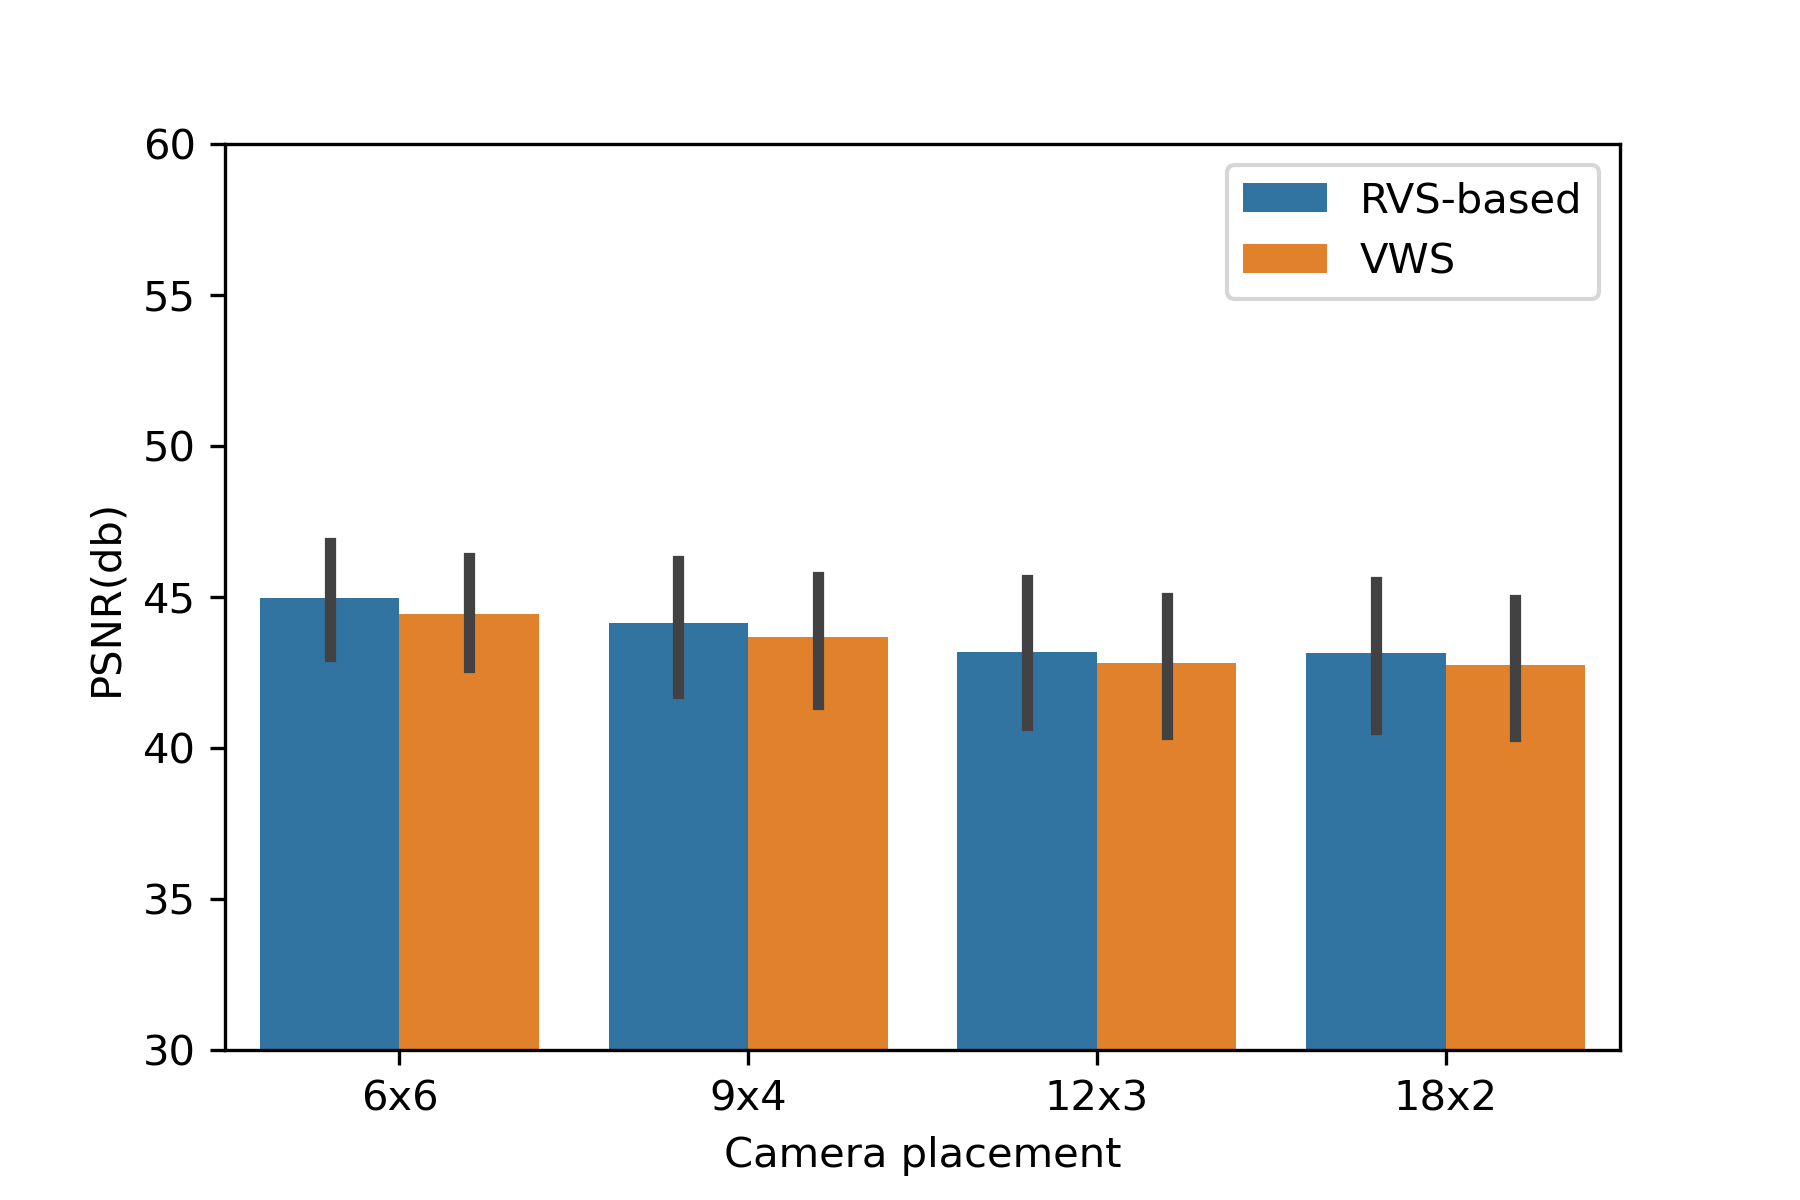 60
55
50
45
40
35
30
PSNR(db)
RVS-based
VWS
6x6 9x4 12x3 18x2
Camera placement